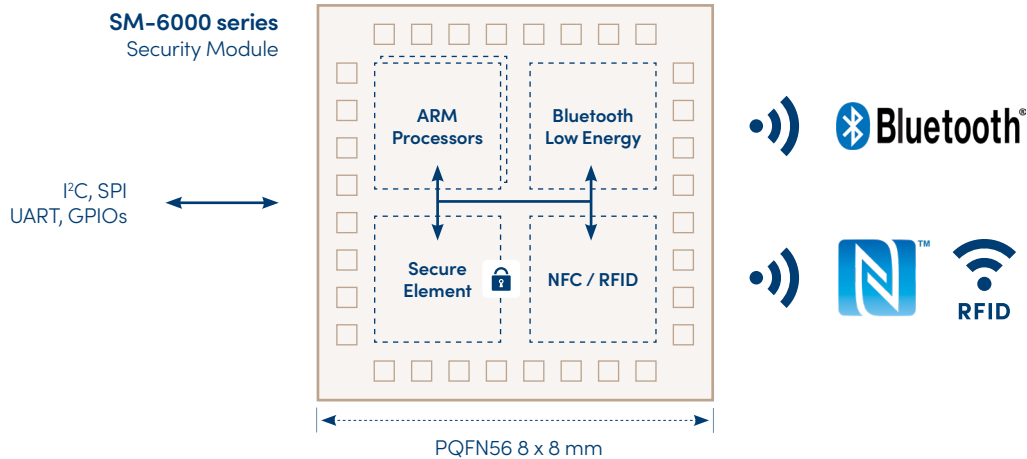 SM-6000 series
Security Module
ARM
Processors
Bluetooth
Low Energy
Bluetooth®
I²C, SPI
UART, GPIOs
Secure
Element
NFC / RFID
™
RFID
PQFN56 8 x 8 mm